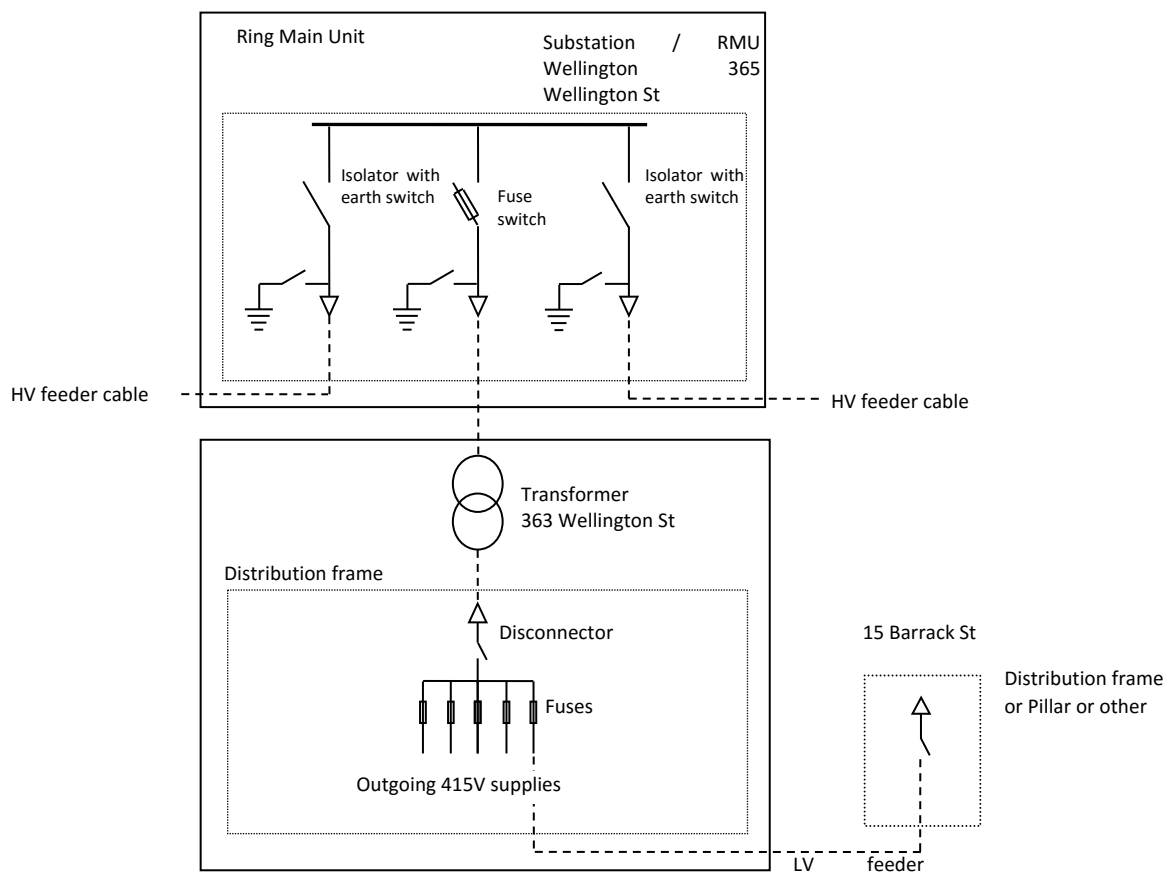 Ring Main Unit
Substation / RMU
Wellington 365
Wellington St
Isolator with
earth switch
Fuse
switch
Isolator with
earth switch
HV feeder cable
HV feeder cable
Transformer
363 Wellington St
Distribution frame
Disconnector
Fuses
Outgoing 415V supplies
15 Barrack St
Distribution frame
or Pillar or other
LV feeder